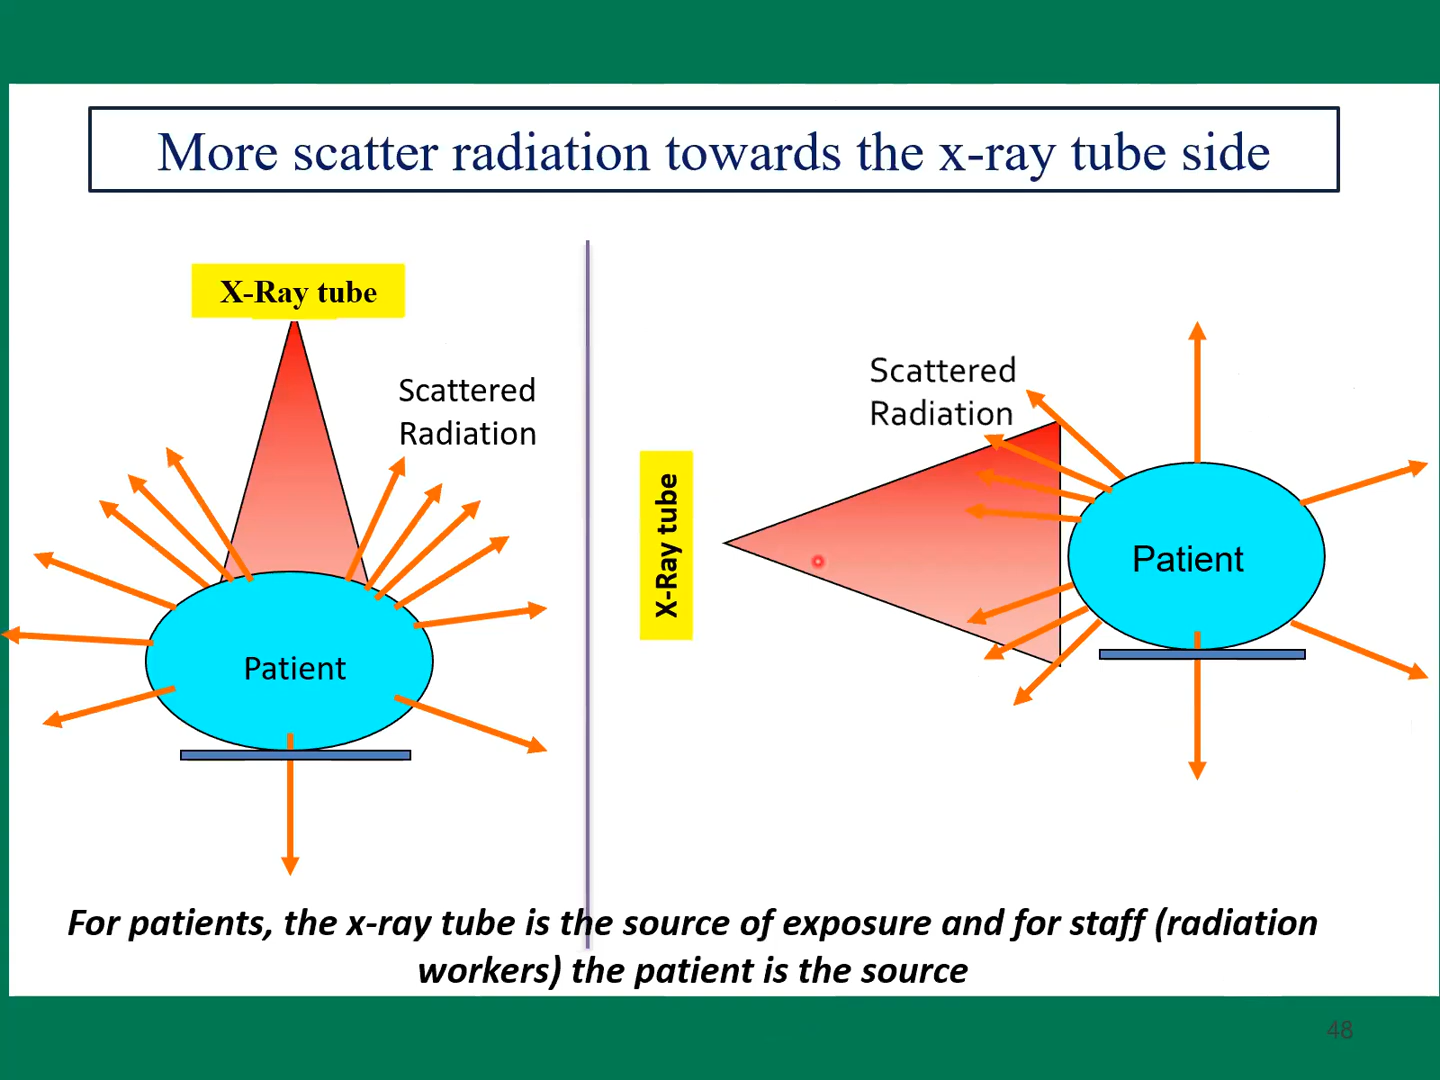 More scatter radiation towards the x-ray tube side
X-Ray tube
Scattered
Radiation
Patient
X-Ray tube
Scattered
Radiation
Patient
For patients, the x-ray tube is the source of exposure and for staff (radiation
workers) the patient is the source
48